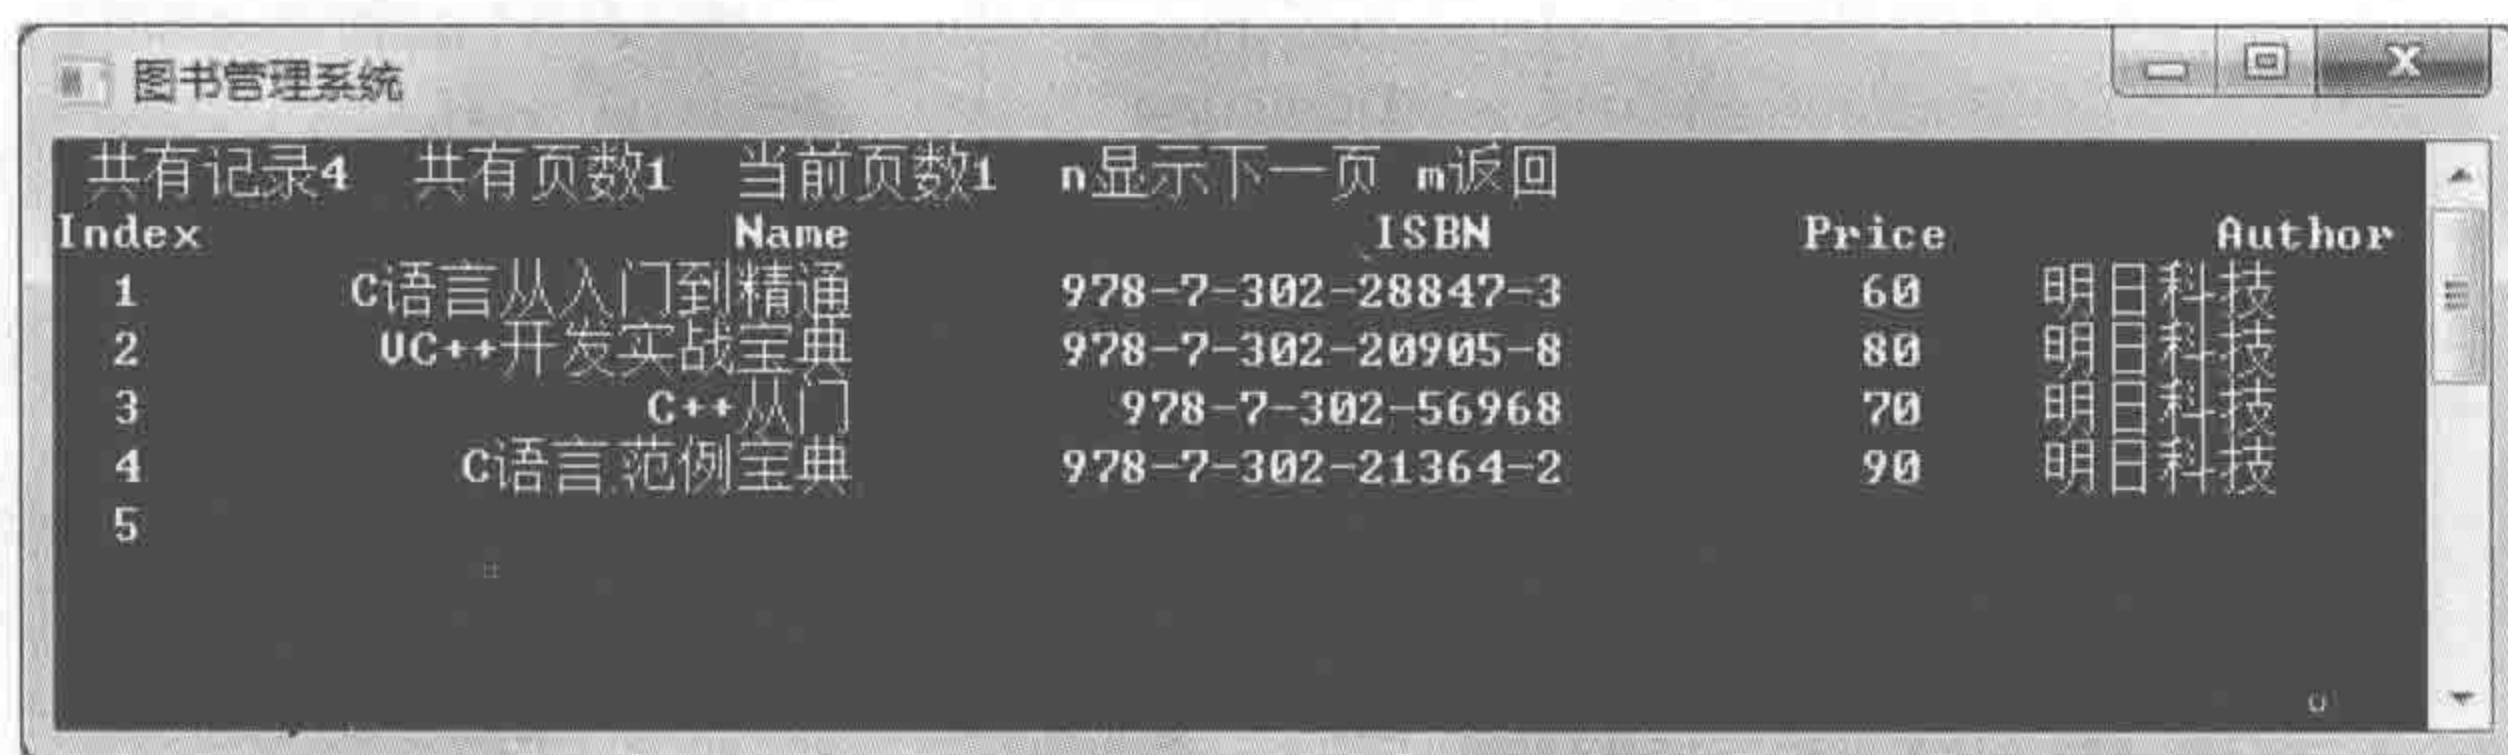 图书管理系统
共有记录4 共有页数1 当前页数1 n显示下一页 m返回
Index Name ISBN Price Author
1 C语言从入门到精通 978-7-302-28847-3 60 明日科技
2 VC++开发实战宝典 978-7-302-20905-8 80 明日科技
3 C++从门 978-7-302-56968 70 明日科技
4 C语言范例宝典 978-7-302-21364-2 90 明日科技
5